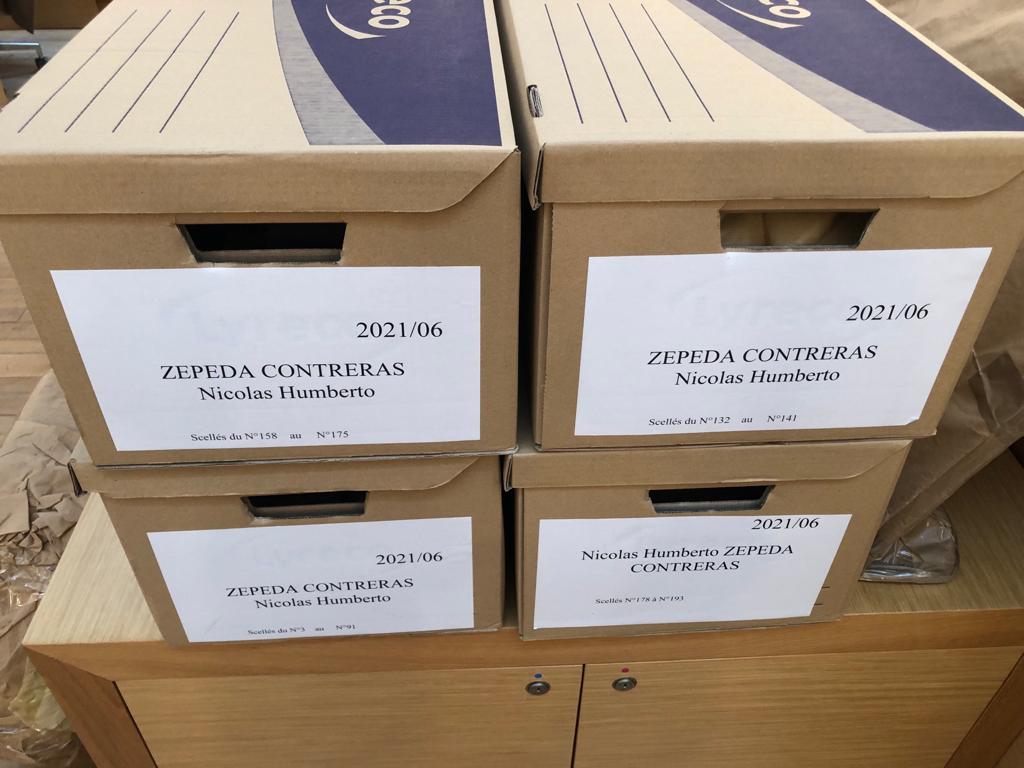 eco
eco
2021/06
ZEPEDA CONTRERAS
Nicolas Humberto
Scellés du N°158 au N°175
2021/06
ZEPEDA CONTRERAS
Nicolas Humberto
Scellés du N°132 au N°141
2021/06
ZEPEDA CONTRERAS
Nicolas Humberto
Scellés du N°3 au N°91
2021/06
Nicolas Humberto ZEPEDA
CONTRERAS
Scellés N°178 à N°193